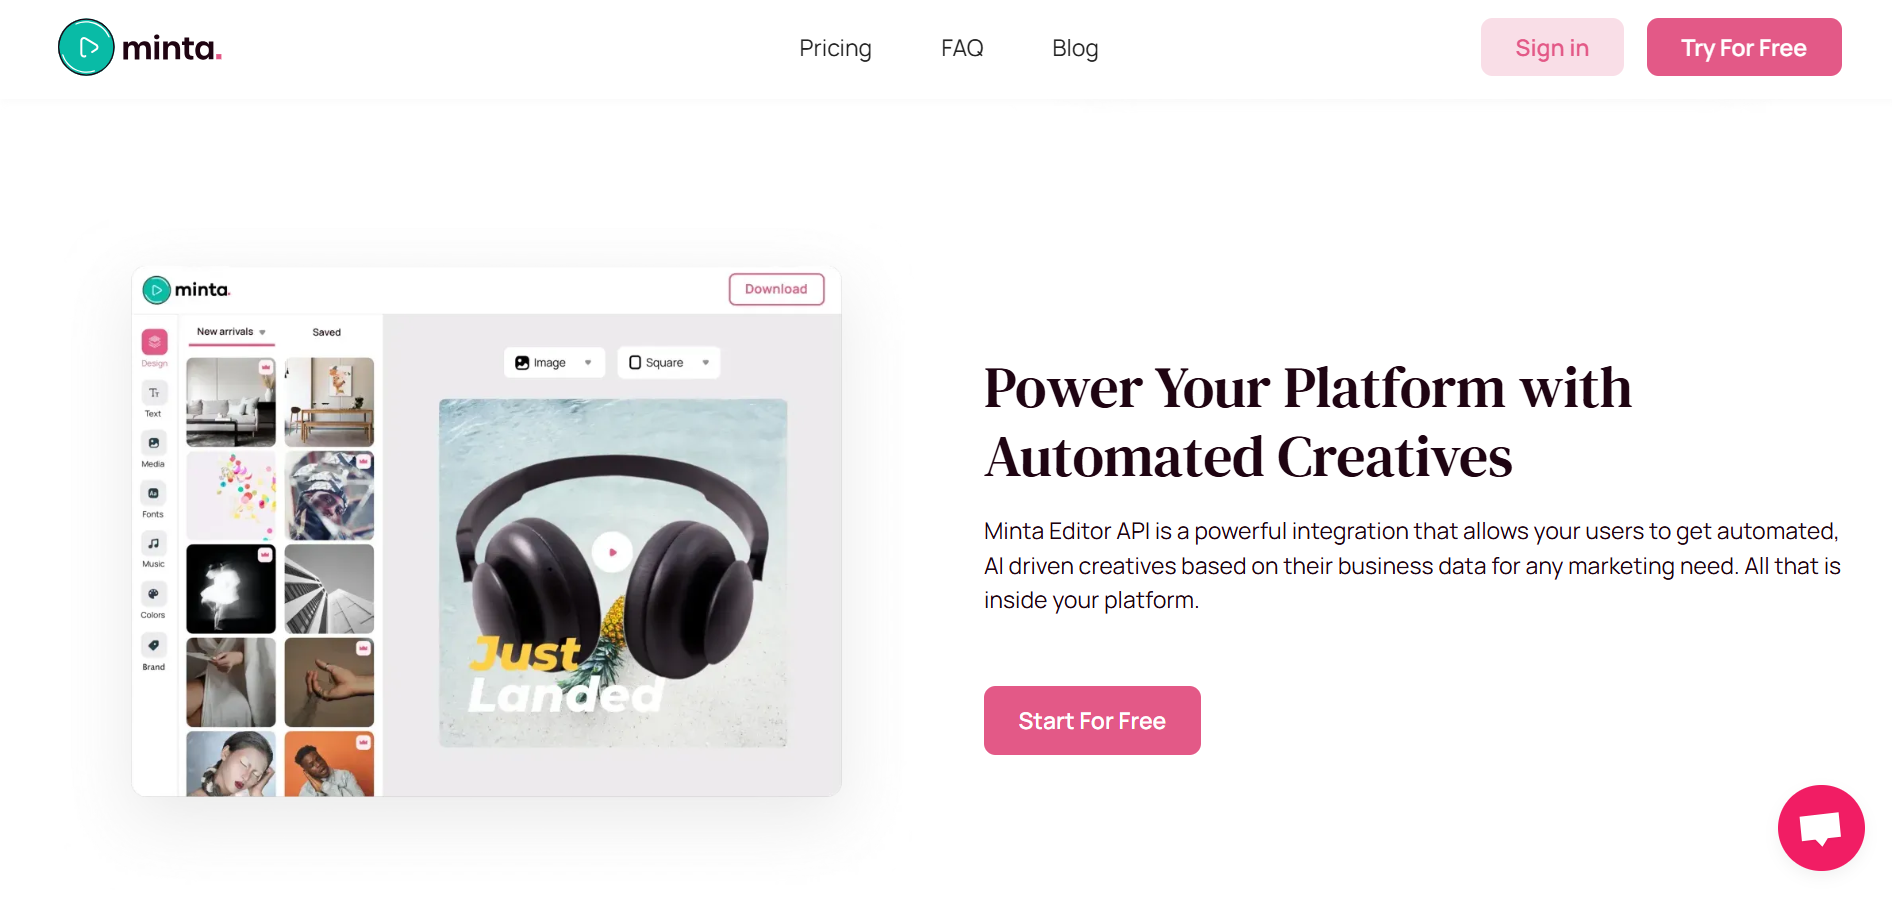 minta.
Pricing
FAQ
Blog
Sign in
Try For Free
minta.
Download
New arrivals
Saved
Design
Text
Media
Fonts
Music
Colors
Brand
Image
Square
Just
Landed
Power Your Platform with
Automated Creatives
Minta Editor API is a powerful integration that allows your users to get automated,
AI driven creatives based on their business data for any marketing need. All that is
inside your platform.
Start For Free